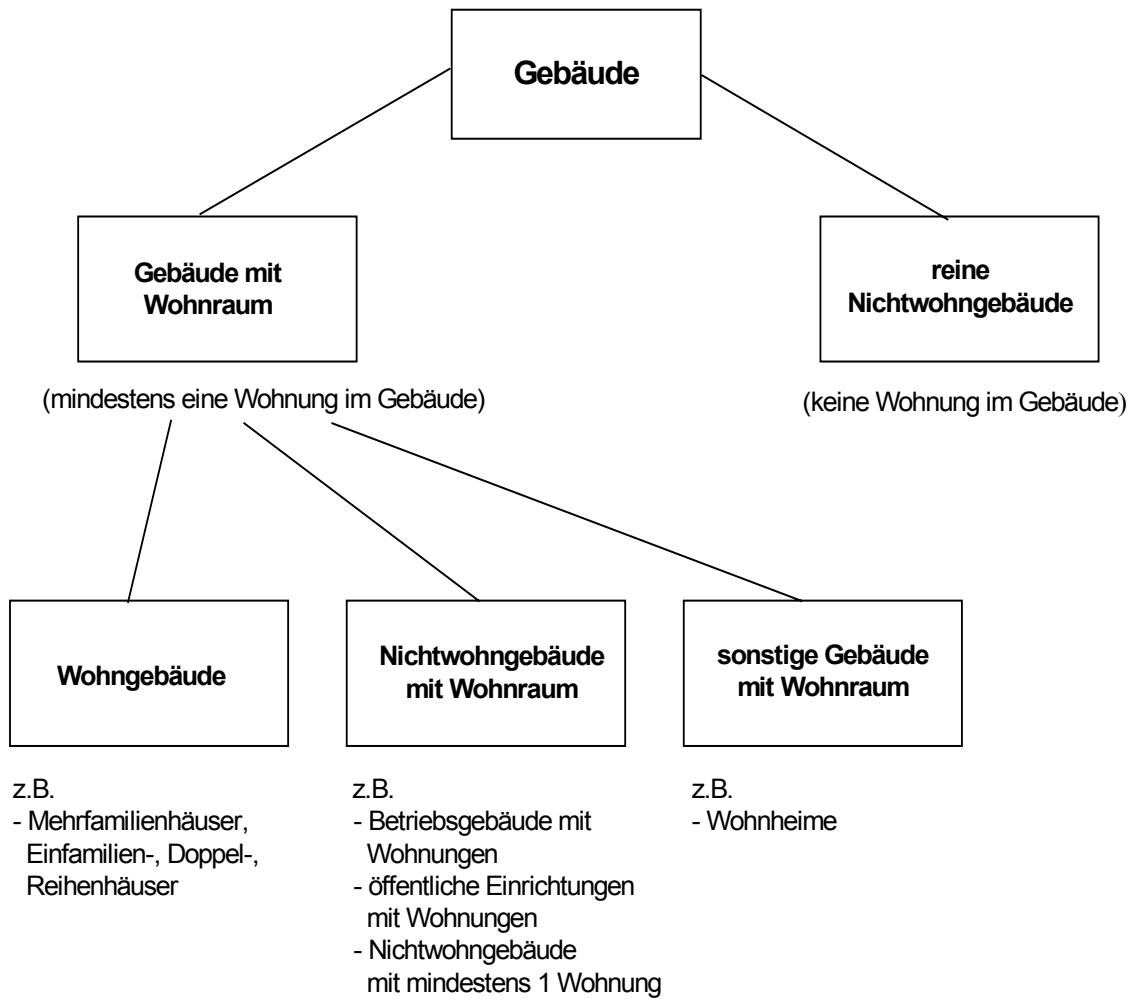 Gebäude
Gebäude mit
Wohnraum
reine
Nichtwohngebäude
(mindestens eine Wohnung im Gebäude)
(keine Wohnung im Gebäude)
Wohngebäude
Nichtwohngebäude
mit Wohnraum
sonstige Gebäude
mit Wohnraum
z.B.
- Mehrfamilienhäuser,
Einfamilien-, Doppel-,
Reihenhäuser
z.B.
- Betriebsgebäude mit
Wohnungen
- öffentliche Einrichtungen
mit Wohnungen
- Nichtwohngebäude
mit mindestens 1 Wohnung
z.B.
- Wohnheime